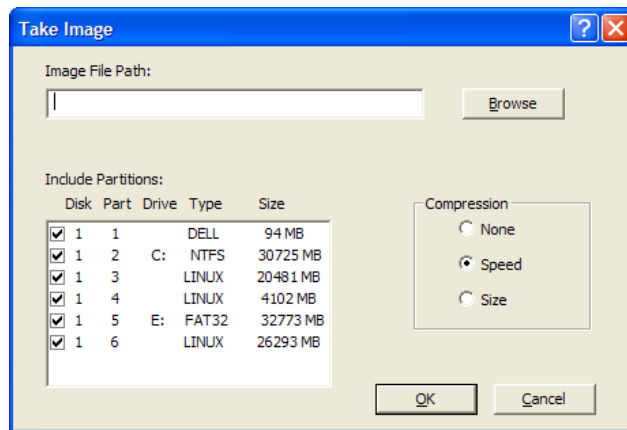 Take Image
Image File Path:
Browse
Include Partitions:
Disk Part Drive Type Size
1 1 DELL 94 MB
1 2 C: NTFS 30725 MB
1 3 LINUX 20481 MB
1 4 LINUX 4102 MB
1 5 E: FAT32 32773 MB
1 6 LINUX 26293 MB
Compression
None
Speed
Size
OK Cancel